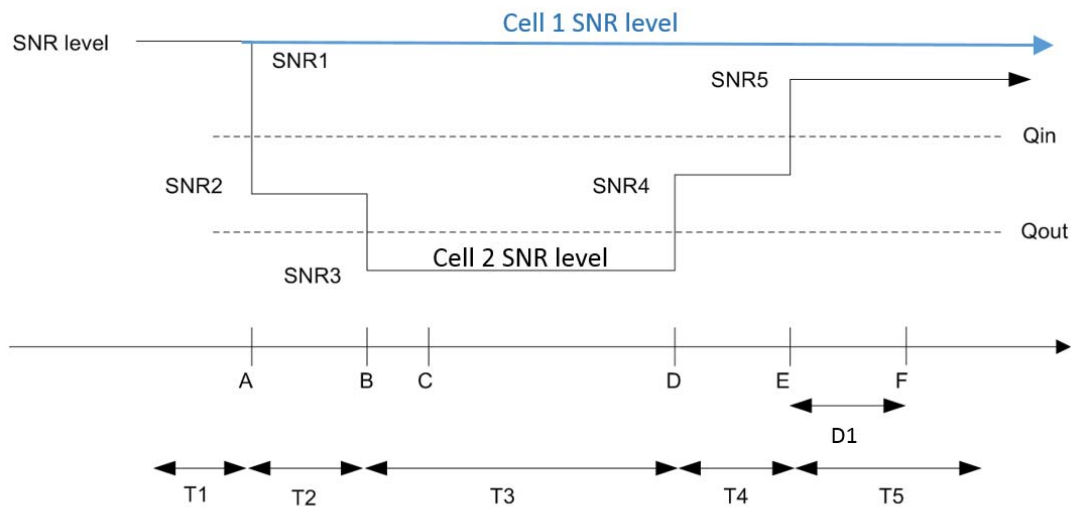 Cell 1 SNR level
SNR level
SNR1
SNR5
Qin
SNR2
SNR4
Qout
Cell 2 SNR level
SNR3
A B C D E F
D1
T1 T2 T3 T4 T5